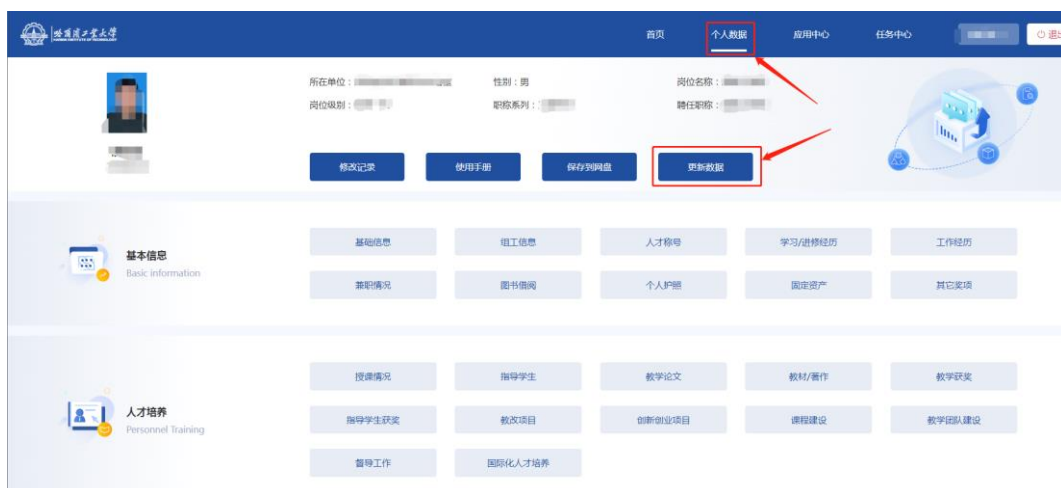 哈爾濱工業大學
HARBIN INSTITUTE OF TECHNOLOGY
首页 个人数据 应用中心 任务中心 退出
所在单位： 性别：男 岗位名称：
岗位级别： 职称系列： 聘任职称：
修改记录 使用手册 保存到网盘 更新数据
基础信息 组工信息 人才称号 学习/进修经历 工作经历
基本信息
Basic information
兼职情况 图书借阅 个人护照 固定资产 其它奖项
授课情况 指导学生 教学论文 教材/著作 教学获奖
人才培养
Personnel Training
指导学生获奖 教改项目 创新创业项目 课程建设 教学团队建设
督导工作 国际化人才培养